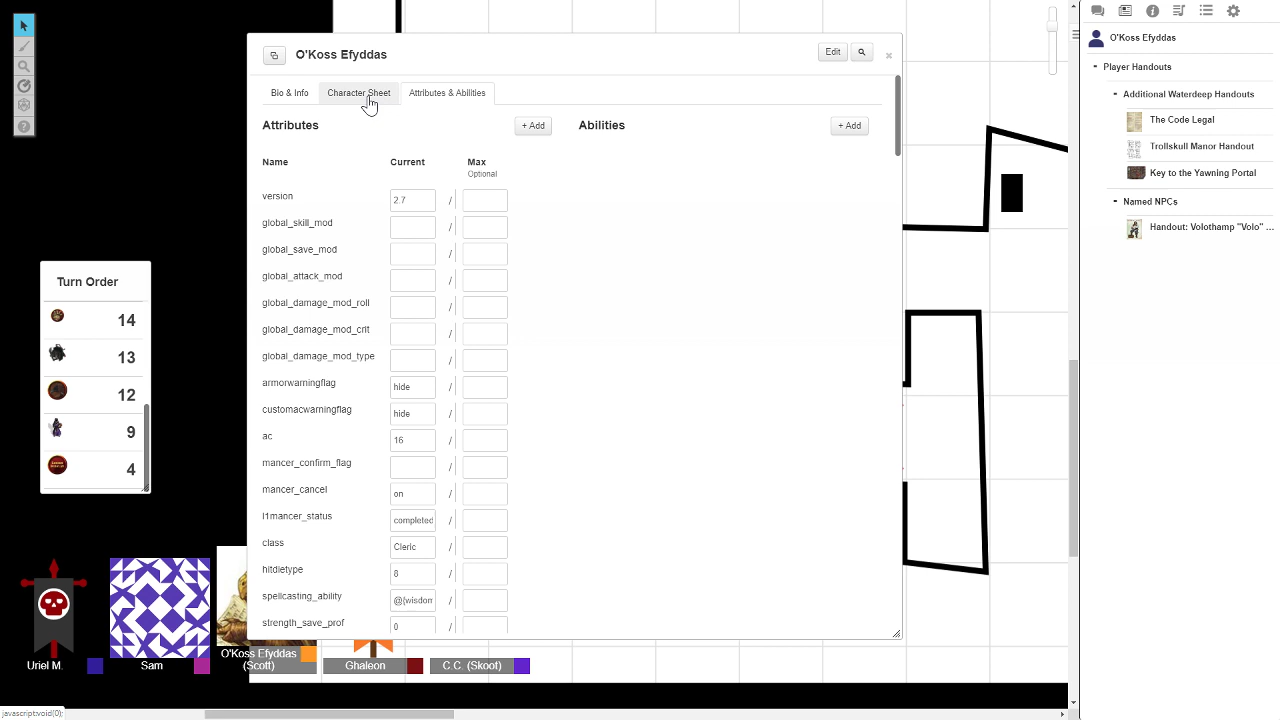 O'Koss Efyddas
Edit
Bio & Info
Character Sheet
Attributes & Abilities
Attributes
+ Add
Abilities
+ Add
Name
Current
Max
Optional
version
2.7
/
global_skill_mod
/
global_save_mod
/
global_attack_mod
/
global_damage_mod_roll
/
global_damage_mod_crit
/
global_damage_mod_type
/
armorwarningflag
hide
/
customacwarningflag
hide
/
ac
16
/
mancer_confirm_flag
/
mancer_cancel
on
/
l1mancer_status
completed
/
class
Cleric
/
hitdietype
8
/
spellcasting_ability
@{wisdom
/
strength_save_prof
0
/
Turn Order
14
13
12
9
4
Uriel M.
Sam
O'Koss Efyddas
(Scott)
Ghaleon
C.C. (Skoot)
javascript:void(0);
O'Koss Efyddas
Player Handouts
Additional Waterdeep Handouts
The Code Legal
Trollskull Manor Handout
Key to the Yawning Portal
Named NPCs
Handout: Volothamp "Volo" ...